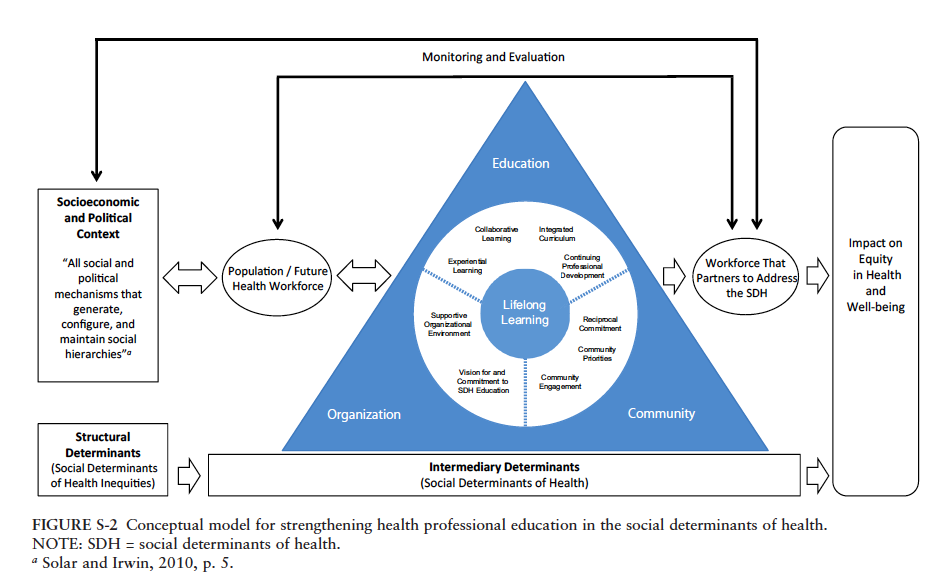 Monitoring and Evaluation
Education
Socioeconomic
and Political
Context
“All social and
political
mechanisms that
generate,
configure, and
maintain social
hierarchies”a
Population / Future
Health Workforce
Collaborative
Learning
Integrated
Curriculum
Experiential
Learning
Continuing
Professional
Development
Lifelong
Learning
Supportive
Organizational
Environment
Reciprocal
Commitment
Community
Priorities
Vision for and
Commitment to
SDH Education
Community
Engagement
Organization
Community
Workforce That
Partners to Address
the SDH
Impact on
Equity
in Health
and
Well-being
Structural
Determinants
(Social Determinants
of Health Inequities)
Intermediary Determinants
(Social Determinants of Health)
FIGURE S-2 Conceptual model for strengthening health professional education in the social determinants of health.
NOTE: SDH = social determinants of health.
a Solar and Irwin, 2010, p. 5.